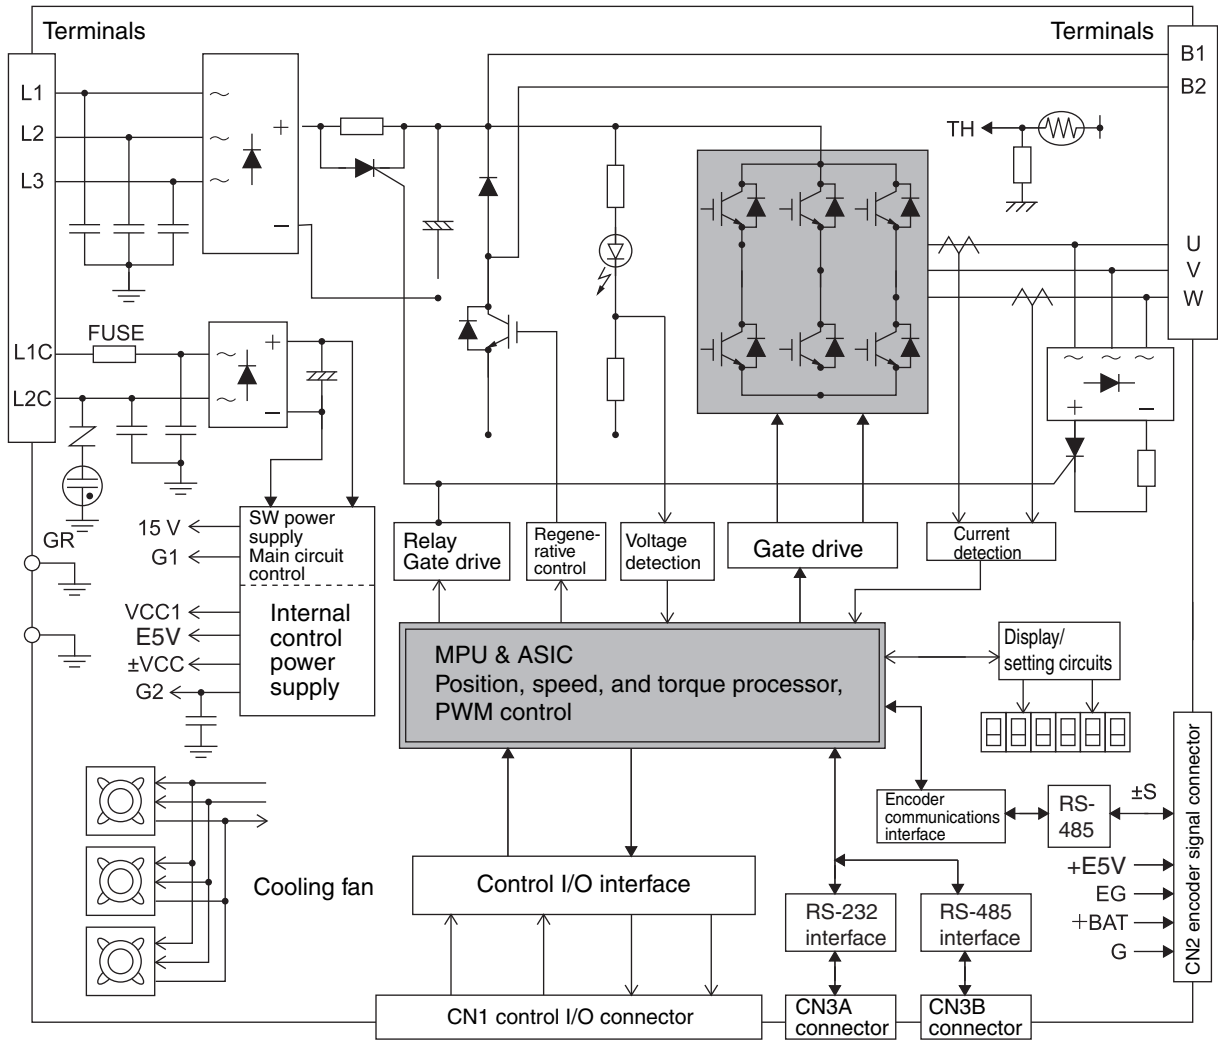 Terminals
Terminals
B1
B2
L1
L2
L3
+
−
TH
U
V
W
FUSE
L1C
L2C
+
−
+
−
GR
15 V
G1
SW power
supply
Main circuit
control
VCC1
E5V
±VCC
G2
Internal
control
power
supply
Relay
Gate drive
Regene-
rative
control
Voltage
detection
Gate drive
Current
detection
MPU & ASIC
Position, speed, and torque processor,
PWM control
Display/
setting circuits
Encoder
communications
interface
RS-
485
±S
+E5V
EG
+BAT
G
CN2 encoder signal connector
Cooling fan
Control I/O interface
RS-232
interface
RS-485
interface
CN1 control I/O connector
CN3A
connector
CN3B
connector